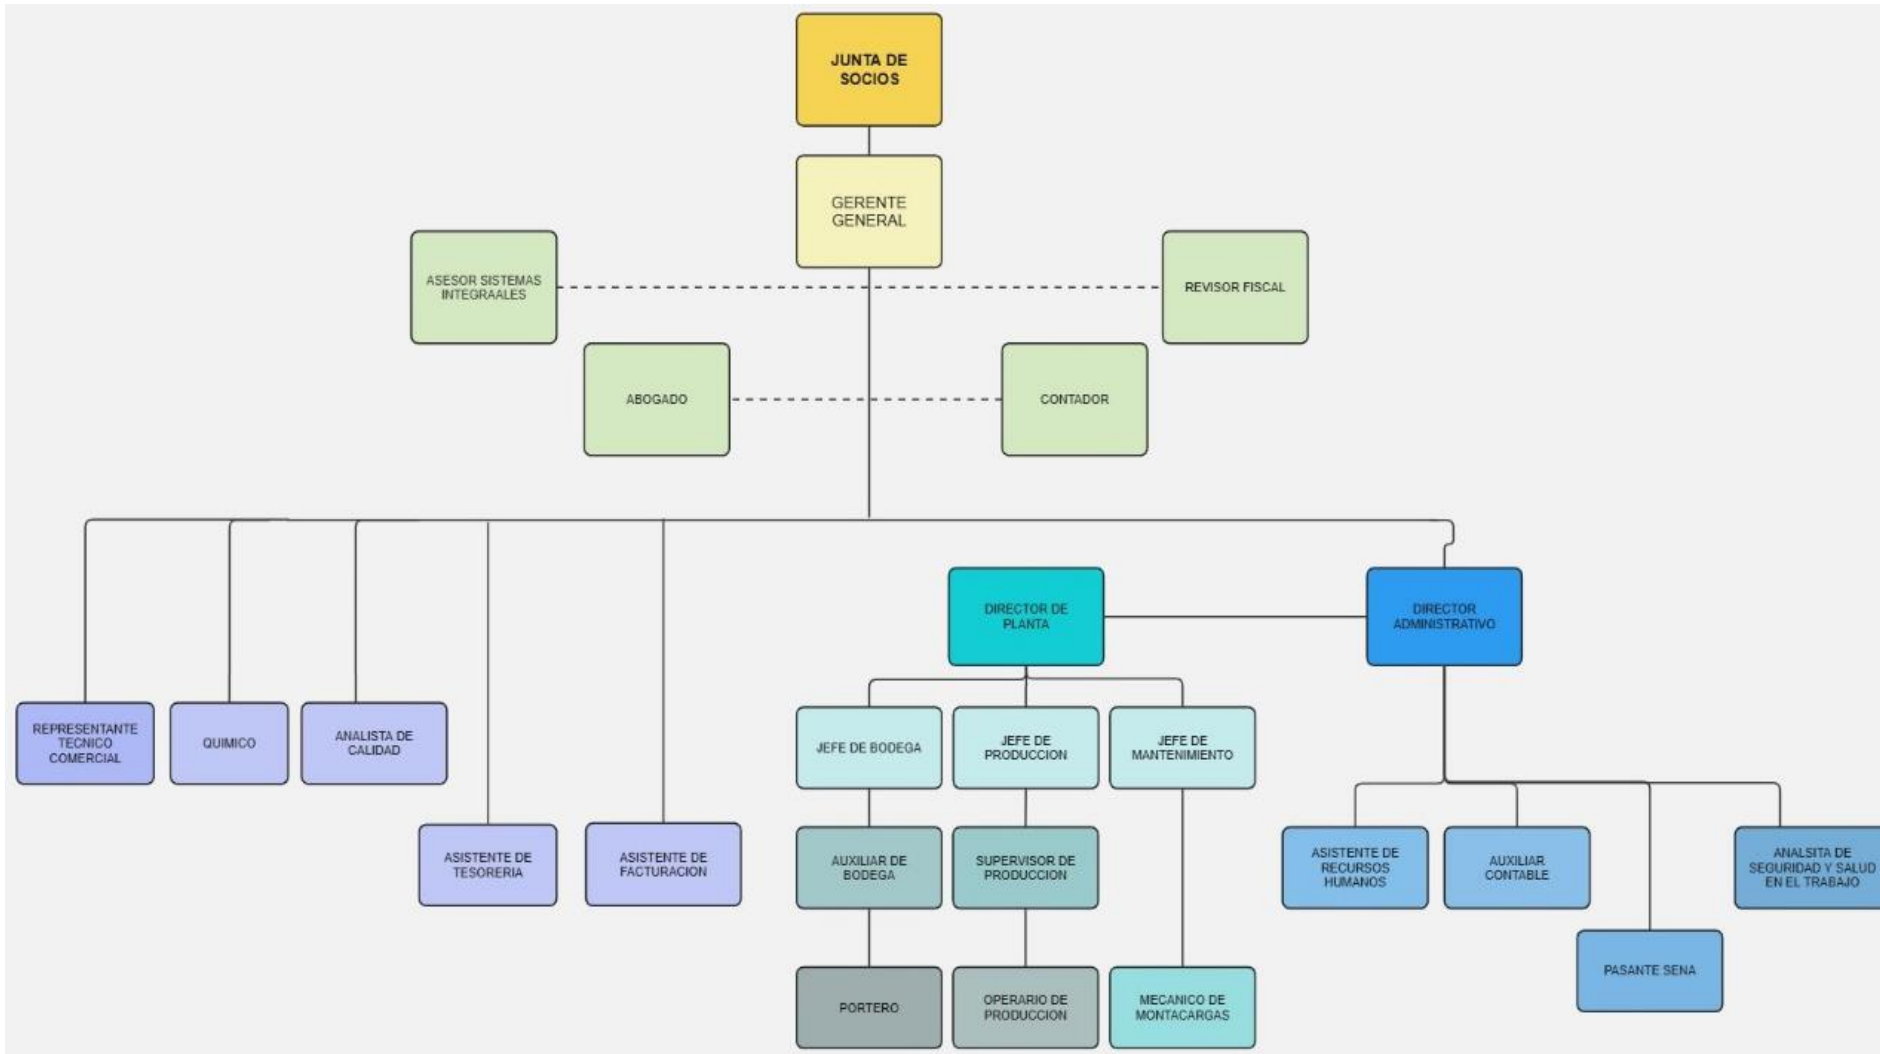 JUNTA DE
SOCIOS
GERENTE
GENERAL
ASESOR SISTEMAS
INTEGRAALES
REVISOR FISCAL
ABOGADO
CONTADOR
DIRECTOR DE
PLANTA
DIRECTOR
ADMINISTRATIVO
REPRESENTANTE
TECNICO
COMERCIAL
QUIMICO
ANALISTA DE
CALIDAD
JEFE DE BODEGA
JEFE DE
PRODUCCION
JEFE DE
MANTENIMIENTO
ASISTENTE DE
TESORERIA
ASISTENTE DE
FACTURACION
AUXILIAR DE
BODEGA
SUPERVISOR DE
PRODUCCION
ASISTENTE DE
RECURSOS
HUMANOS
AUXILIAR
CONTABLE
ANALSITA DE
SEGURIDAD Y SALUD
EN EL TRABAJO
PASANTE SENA
PORTERO
OPERARIO DE
PRODUCCION
MECANICO DE
MONTACARGAS